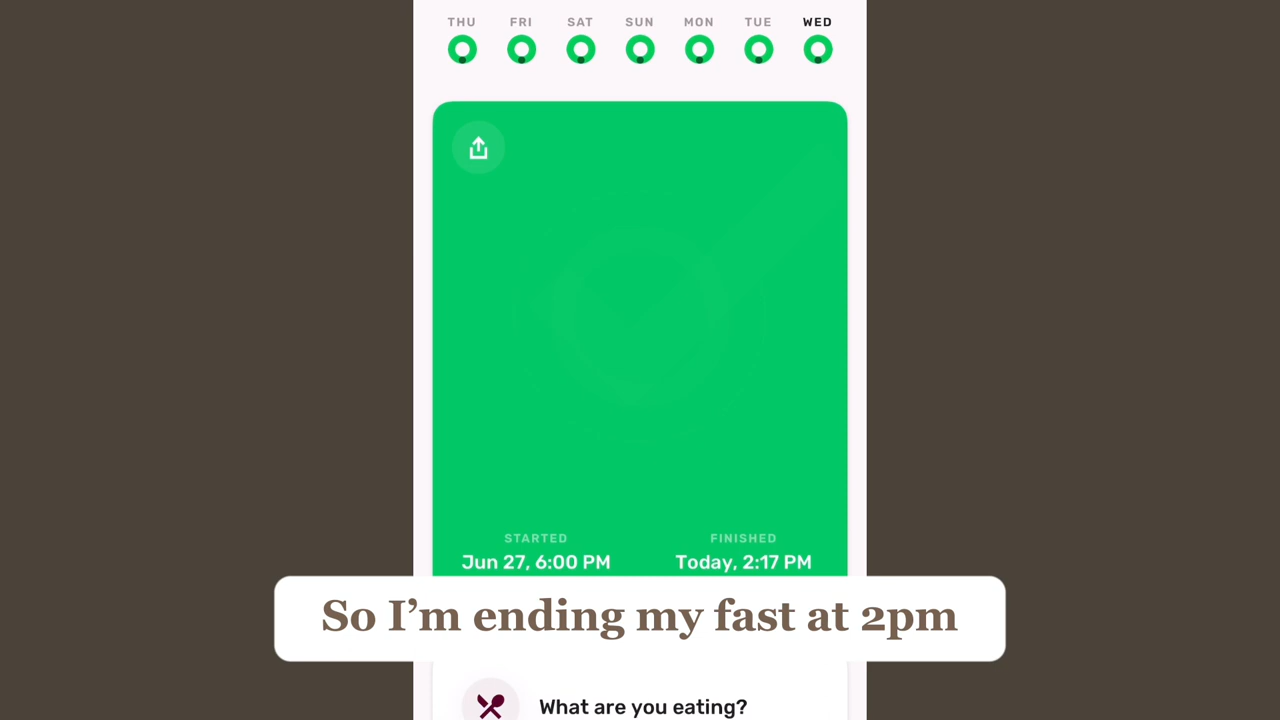 THU FRI SAT SUN MON TUE WED
STARTED FINISHED
Jun 27, 6:00 PM Today, 2:17 PM
So I’m ending my fast at 2pm
What are you eating?